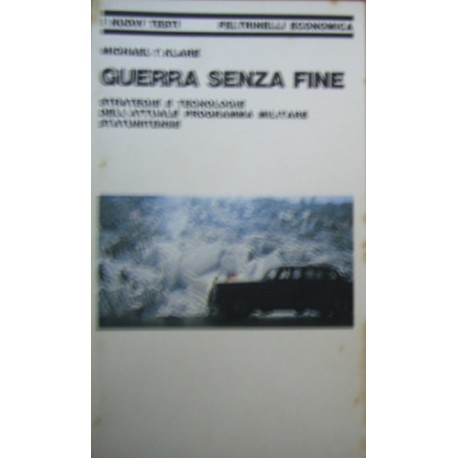 I NUOVI TESTI FELTRINELLI ECONOMICA
MICHAEL T. KLARE
GUERRA SENZA FINE
STRATEGIE E TECNOLOGIE
DELL'ATTUALE PROGRAMMA MILITARE
STATUNITENSE